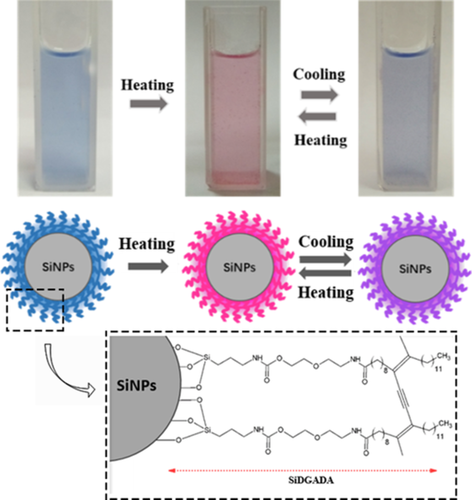 Heating
Cooling
Heating
SiNPs
Heating
SiNPs
Cooling
Heating
SiNPs
SiNPs
O
O
O
Si
NH
O
O
O
O
NH
O
8
11
CH₃
O
O
O
Si
NH
O
O
O
O
NH
O
8
11
CH₃
SiDGADA